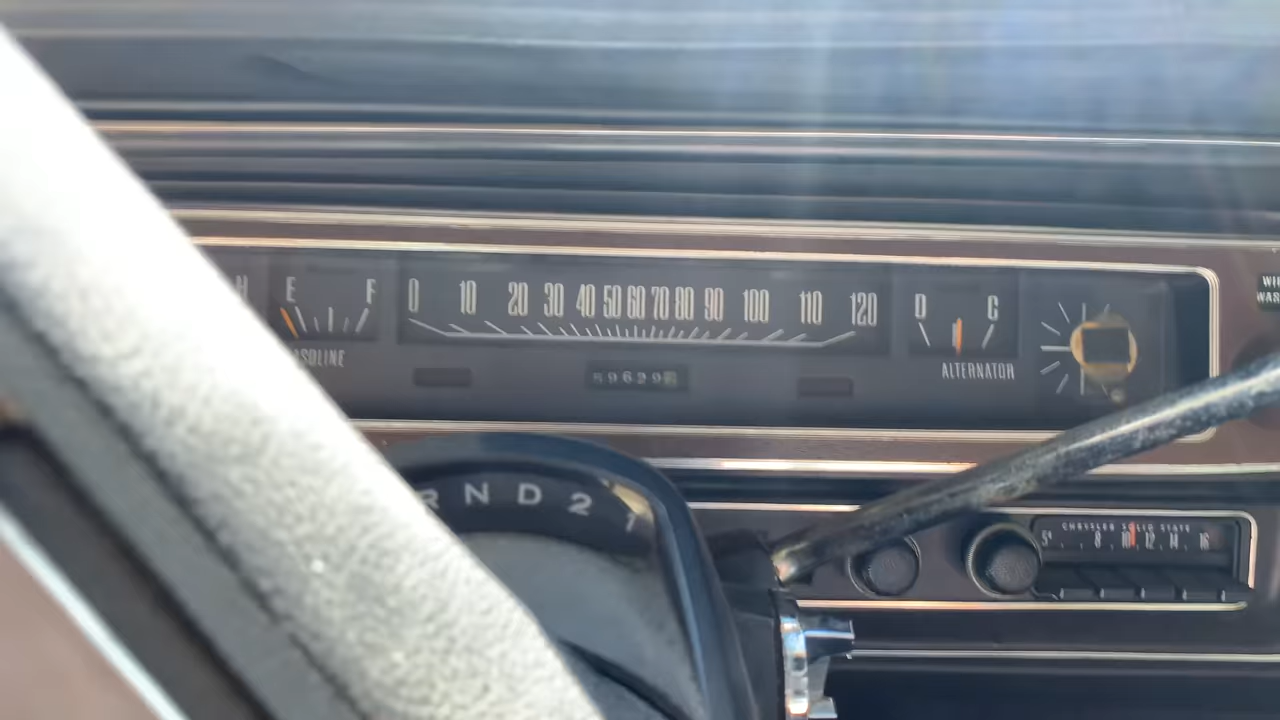 H E F 0 10 20 30 40 50 60 70 80 90 100 110 120 D C
GASOLINE
ALTERNATOR
59629
R N D 2 1
CHRYSLER SOLID STATE
8 10 12 14 16